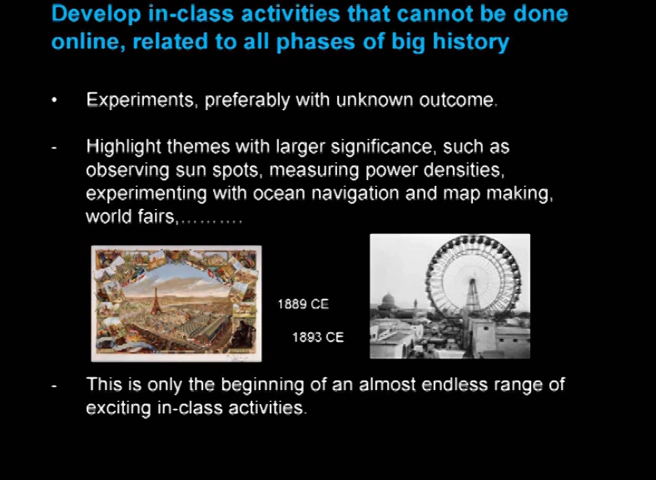 Develop in-class activities that cannot be done
online, related to all phases of big history
• Experiments, preferably with unknown outcome.
- Highlight themes with larger significance, such as
observing sun spots, measuring power densities,
experimenting with ocean navigation and map making,
world fairs,……….
1889 CE
1893 CE
- This is only the beginning of an almost endless range of
exciting in-class activities.